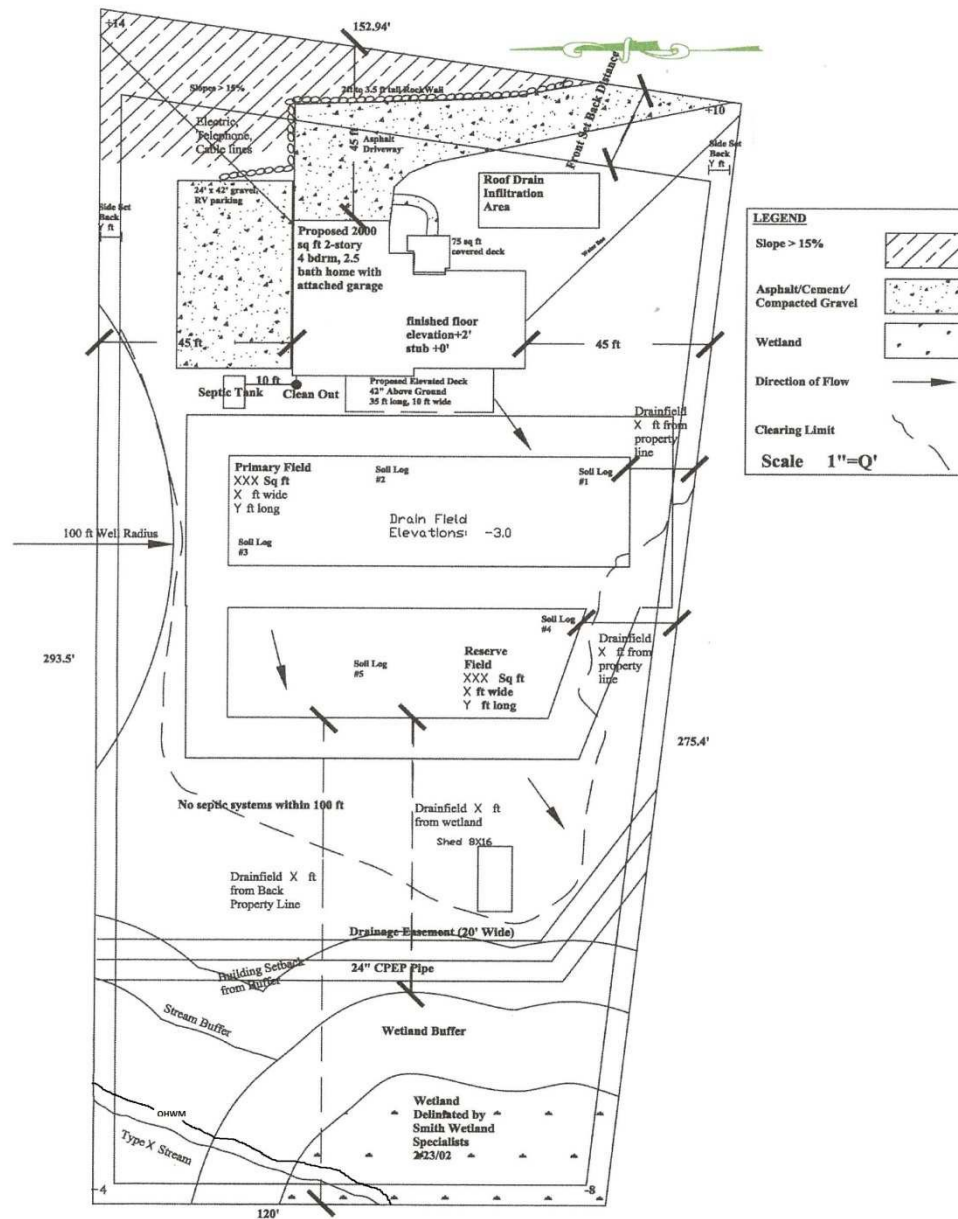 +14
152.94'
Slopes > 15%
2ft to 3.5 ft tall RockWall
Front Set Back Distance
+10
Electric,
Telephone,
Cable lines
45 ft
Asphalt
Driveway
Side Set
Back
Y ft
24' x 42' gravel,
RV parking
Roof Drain
Infiltration
Area
Side Set
Back
Y ft
Proposed 2000
sq ft 2-story
4 bdrm, 2.5
bath home with
attached garage
75 sq ft
covered deck
Water line
finished floor
elevation+2'
stub +0'
45 ft
45 ft
10 ft
Septic Tank
Clean Out
Proposed Elevated Deck
42" Above Ground
35 ft long, 10 ft wide
Drainfield
X ft from
property
line
Primary Field
XXX Sq ft
X ft wide
Y ft long
Soil Log
#2
Soil Log
#1
Drain Field
Elevations: -3.0
100 ft Well Radius
Soil Log
#3
Soil Log
#4
Drainfield
X ft from
property
line
Soil Log
#5
Reserve
Field
XXX Sq ft
X ft wide
Y ft long
293.5'
275.4'
No septic systems within 100 ft
Drainfield X ft
from wetland
Shed 8X16
Drainfield X ft
from Back
Property Line
Drainage Easement (20' Wide)
24" CPEP Pipe
Building Setback
from Buffer
Stream Buffer
Wetland Buffer
OHWM
Type X Stream
Wetland
Delinated by
Smith Wetland
Specialists
2/23/02
-4
-8
120'
LEGEND
Slope > 15%
Asphalt/Cement/
Compacted Gravel
Wetland
Direction of Flow
Clearing Limit
Scale 1"=Q'